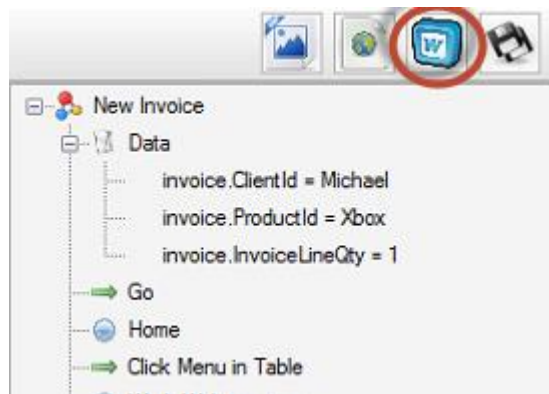 W
New Invoice
Data
invoice.ClientId = Michael
invoice.ProductId = Xbox
invoice.InvoiceLineQty = 1
Go
Home
Click Menu in Table